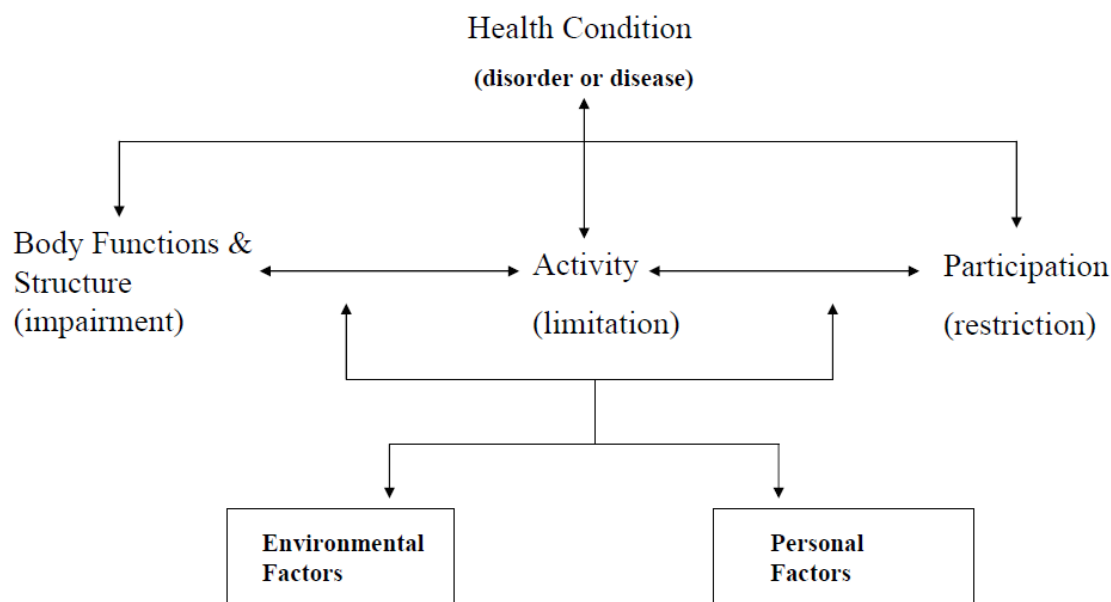 Health Condition
(disorder or disease)
Body Functions &
Structure
(impairment)
Activity
(limitation)
Participation
(restriction)
Environmental
Factors
Personal
Factors